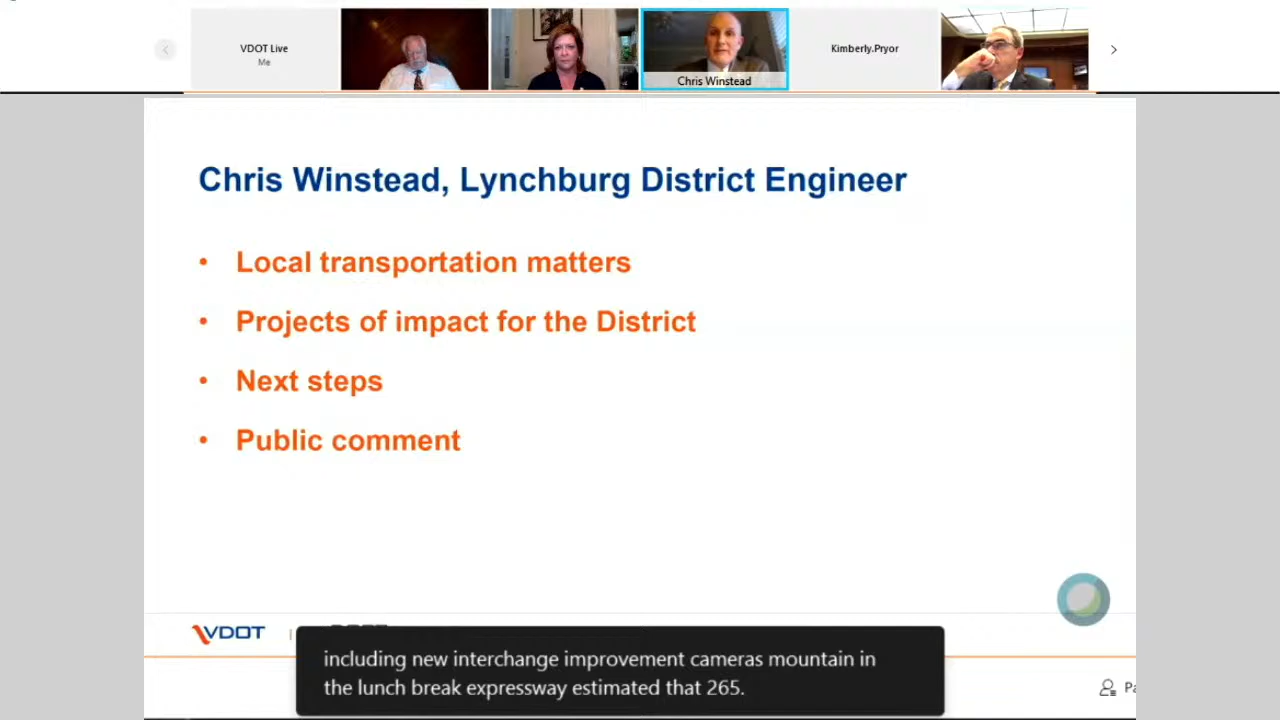 VDOT Live
Me
Chris Winstead
Kimberly.Pryor
Chris Winstead, Lynchburg District Engineer
• Local transportation matters
• Projects of impact for the District
• Next steps
• Public comment
VDOT
including new interchange improvement cameras mountain in
the lunch break expressway estimated that 265.
Pa